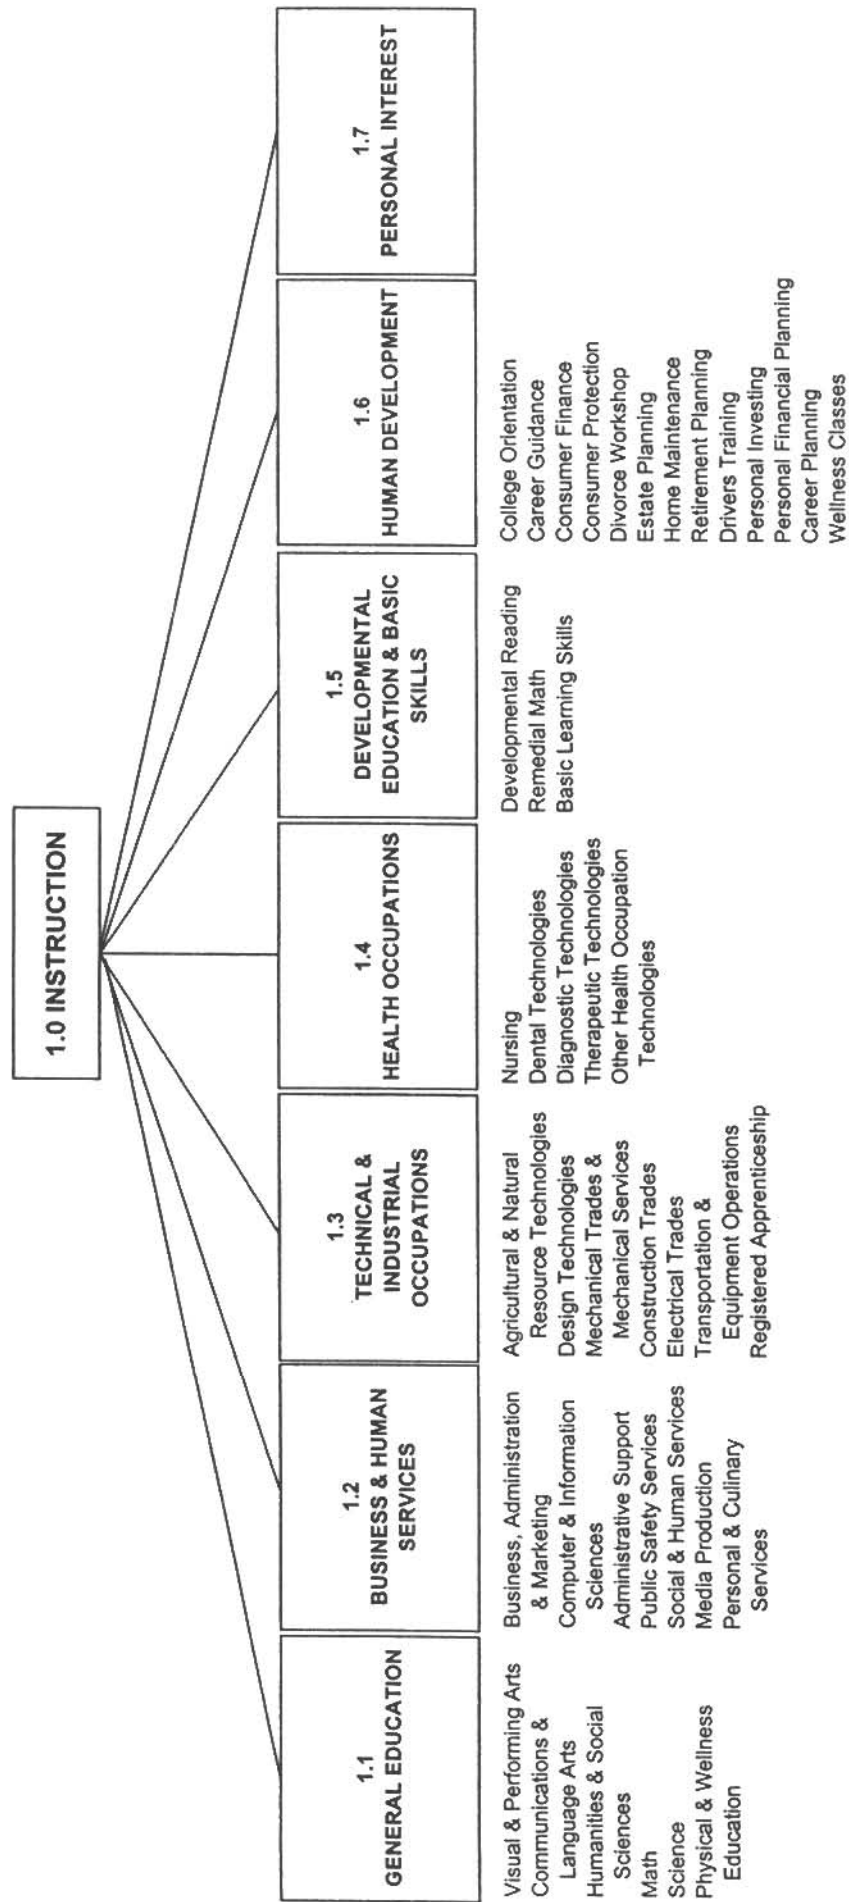 1.0 INSTRUCTION
1.1
GENERAL EDUCATION
Visual & Performing Arts
Communications &
Language Arts
Humanities & Social
Sciences
Math
Science
Physical & Wellness
Education
1.2
BUSINESS & HUMAN
SERVICES
Business, Administration
& Marketing
Computer & Information
Sciences
Administrative Support
Public Safety Services
Social & Human Services
Media Production
Personal & Culinary
Services
1.3
TECHNICAL &
INDUSTRIAL
OCCUPATIONS
Agricultural & Natural
Resource Technologies
Design Technologies
Mechanical Trades &
Mechanical Services
Construction Trades
Electrical Trades
Transportation &
Equipment Operations
Registered Apprenticeship
1.4
HEALTH OCCUPATIONS
Nursing
Dental Technologies
Diagnostic Technologies
Therapeutic Technologies
Other Health Occupation
Technologies
1.5
DEVELOPMENTAL
EDUCATION & BASIC
SKILLS
Developmental Reading
Remedial Math
Basic Learning Skills
1.6
HUMAN DEVELOPMENT
College Orientation
Career Guidance
Consumer Finance
Consumer Protection
Divorce Workshop
Estate Planning
Home Maintenance
Retirement Planning
Drivers Training
Personal Investing
Personal Financial Planning
Career Planning
Wellness Classes
1.7
PERSONAL INTEREST